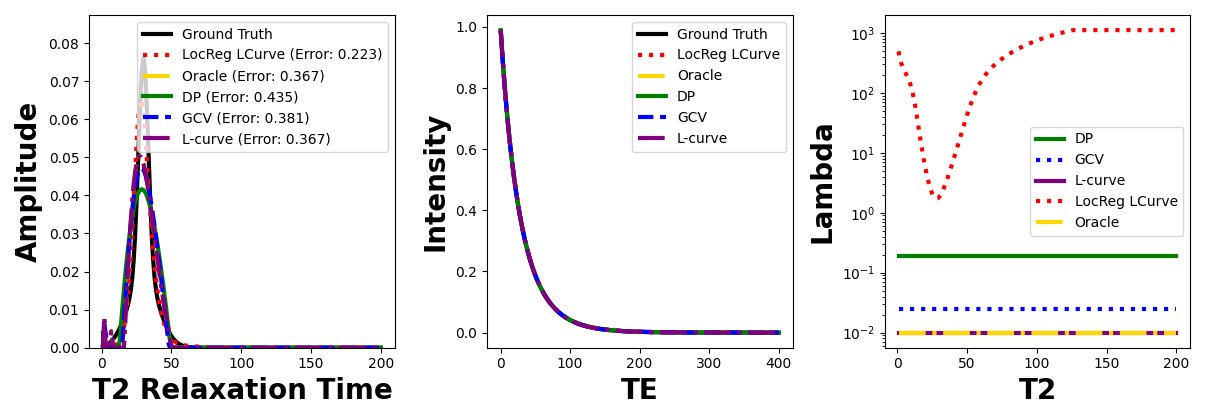 Amplitude
0.08
0.07
0.06
0.05
0.04
0.03
0.02
0.01
0.00
0 50 100 150 200
T2 Relaxation Time
Ground Truth
LocReg LCurve (Error: 0.223)
Oracle (Error: 0.367)
DP (Error: 0.435)
GCV (Error: 0.381)
L-curve (Error: 0.367)
Intensity
1.0
0.8
0.6
0.4
0.2
0.0
0 100 200 300 400
TE
Ground Truth
LocReg LCurve
Oracle
DP
GCV
L-curve
Lambda
10³
10²
10¹
10⁰
10⁻¹
10⁻²
0 50 100 150 200
T2
DP
GCV
L-curve
LocReg LCurve
Oracle